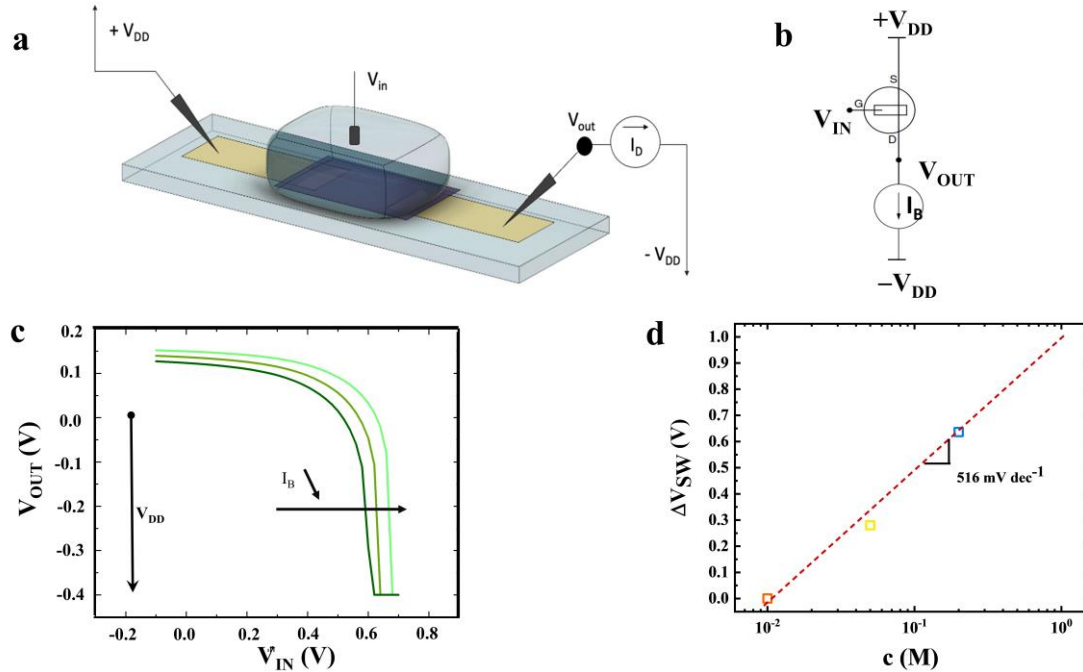 a
+ V_DD
V_in
V_out
I_D
- V_DD
b
+V_DD
S
G
V_IN
D
V_OUT
I_B
−V_DD
c
0.2
0.1
0.0
-0.1
-0.2
-0.3
-0.4
V_OUT (V)
V_DD
I_B
-0.2 0.0 0.2 0.4 0.6 0.8
V_IN (V)
d
1.0
0.9
0.8
0.7
0.6
0.5
0.4
0.3
0.2
0.1
0.0
ΔV_SW (V)
516 mV dec⁻¹
10⁻² 10⁻¹ 10⁰
c (M)